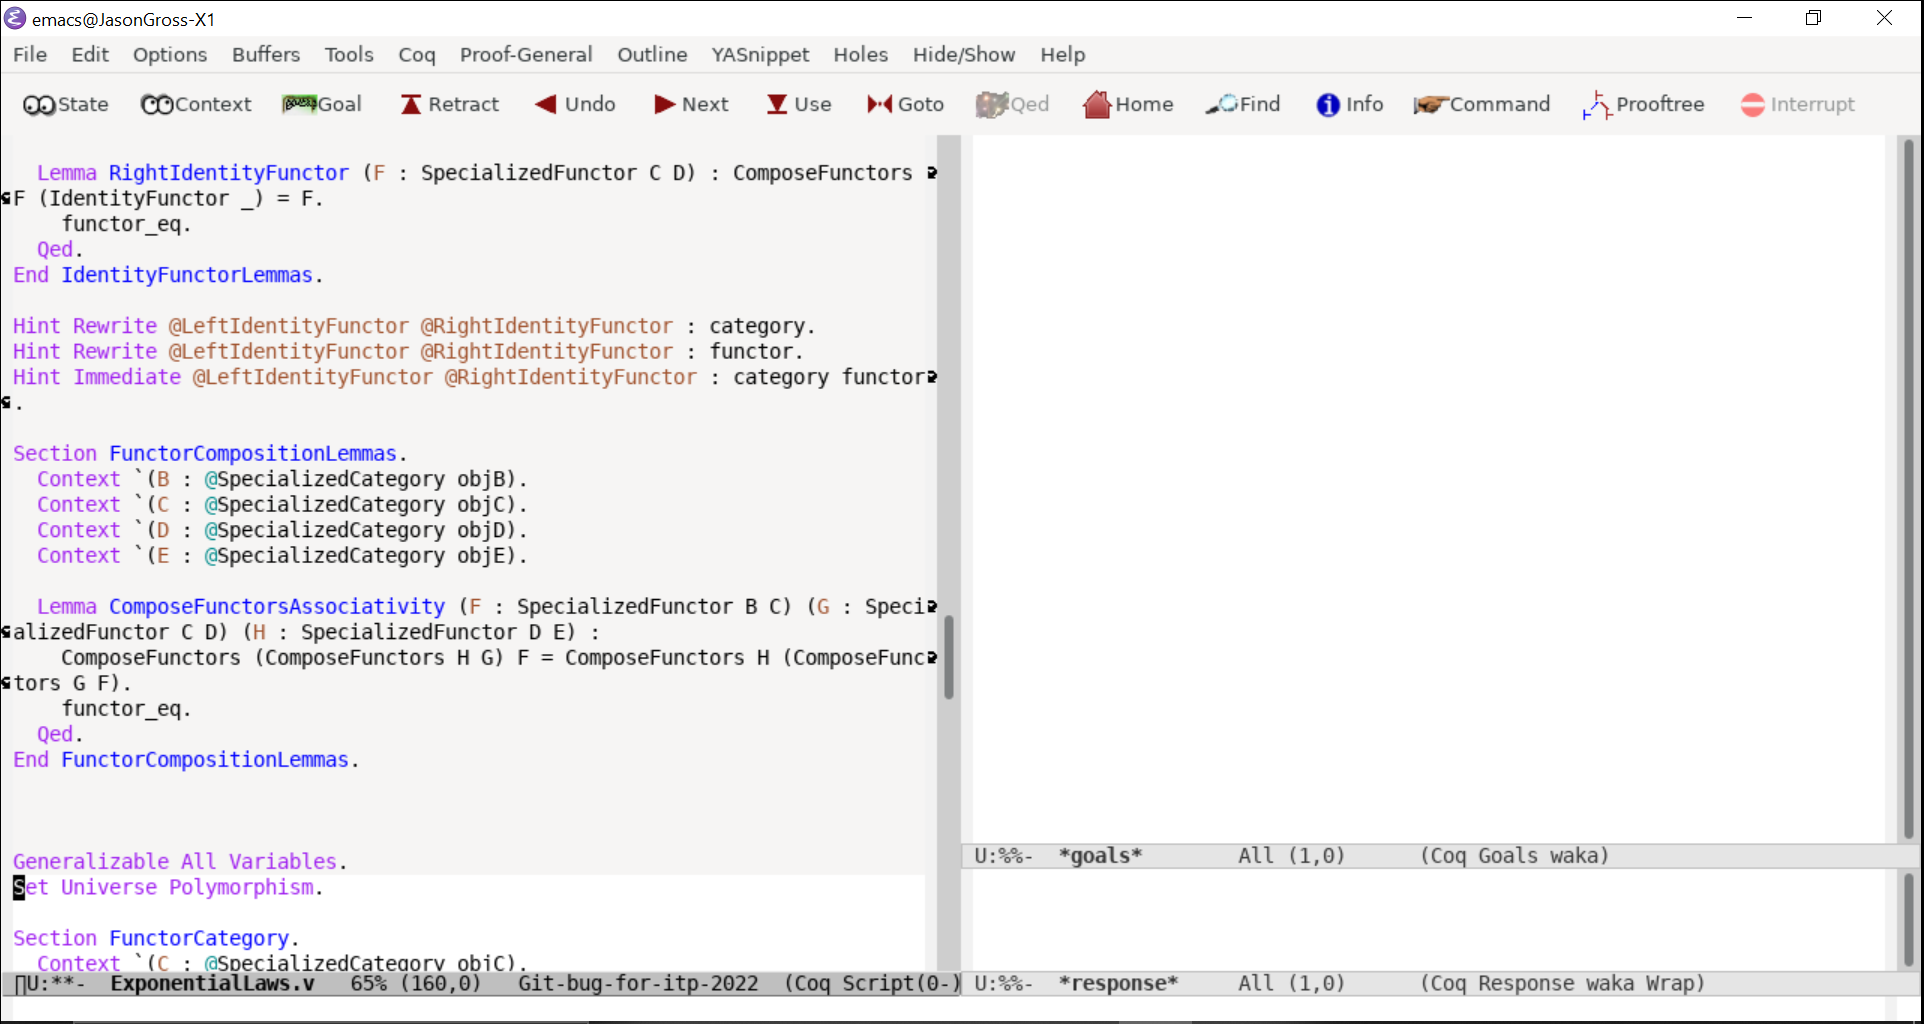 emacs@JasonGross-X1
File Edit Options Buffers Tools Coq Proof-General Outline YASnippet Holes Hide/Show Help
State Context Goal Retract Undo Next Use Goto Qed Home Find Info Command Prooftree Interrupt
Lemma RightIdentityFunctor (F : SpecializedFunctor C D) : ComposeFunctors
F (IdentityFunctor _) = F.
functor_eq.
Qed.
End IdentityFunctorLemmas.
Hint Rewrite @LeftIdentityFunctor @RightIdentityFunctor : category.
Hint Rewrite @LeftIdentityFunctor @RightIdentityFunctor : functor.
Hint Immediate @LeftIdentityFunctor @RightIdentityFunctor : category functor
.
Section FunctorCompositionLemmas.
Context `(B : @SpecializedCategory objB).
Context `(C : @SpecializedCategory objC).
Context `(D : @SpecializedCategory objD).
Context `(E : @SpecializedCategory objE).
Lemma ComposeFunctorsAssociativity (F : SpecializedFunctor B C) (G : Speci
alizedFunctor C D) (H : SpecializedFunctor D E) :
ComposeFunctors (ComposeFunctors H G) F = ComposeFunctors H (ComposeFunc
tors G F).
functor_eq.
Qed.
End FunctorCompositionLemmas.
Generalizable All Variables.
Set Universe Polymorphism.
Section FunctorCategory.
Context `(C : @SpecializedCategory objC).
U:**- ExponentialLaws.v 65% (160,0) Git-bug-for-itp-2022 (Coq Script(0-)
U:%%- *goals* All (1,0) (Coq Goals waka)
U:%%- *response* All (1,0) (Coq Response waka Wrap)